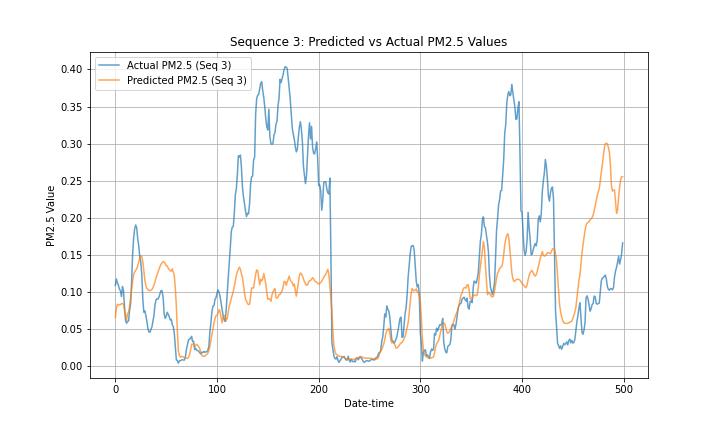 Sequence 3: Predicted vs Actual PM2.5 Values
Actual PM2.5 (Seq 3)
Predicted PM2.5 (Seq 3)
0.40
0.35
0.30
0.25
0.20
0.15
0.10
0.05
0.00
PM2.5 Value
0 100 200 300 400 500
Date-time